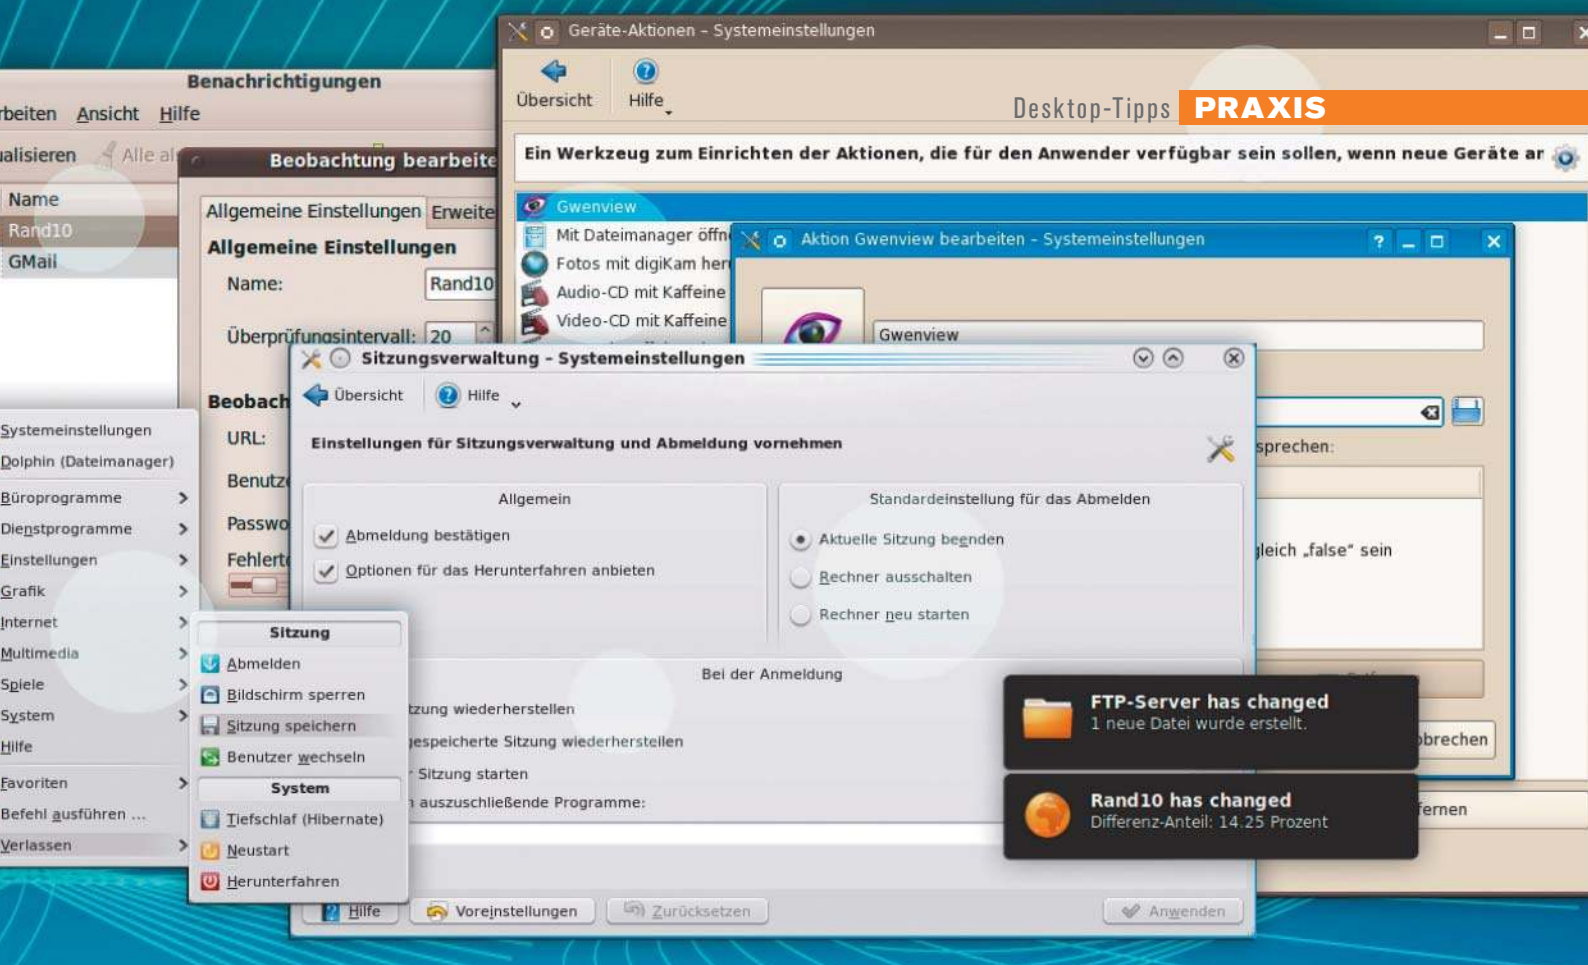 Geräte-Aktionen – Systemeinstellungen
Übersicht
Hilfe
Desktop-Tipps PRAXIS
Ein Werkzeug zum Einrichten der Aktionen, die für den Anwender verfügbar sein sollen, wenn neue Geräte ar
Gwenview
Mit Dateimanager öffn
Fotos mit digiKam her
Audio-CD mit Kaffeine
Video-CD mit Kaffeine
Benachrichtigungen
rbeiten Ansicht Hilfe
ualisieren Alle al
Name
Rand10
GMail
Beobachtung bearbeite
Allgemeine Einstellungen Erweite
Allgemeine Einstellungen
Name: Rand10
Überprüfungsintervall: 20
Beobach
URL:
Benutze
Passwo
Fehlert
Aktion Gwenview bearbeiten – Systemeinstellungen
Gwenview
sprechen:
gleich „false" sein
bbrechen
fernen
Sitzungsverwaltung – Systemeinstellungen
Übersicht Hilfe
Einstellungen für Sitzungsverwaltung und Abmeldung vornehmen
Allgemein
Abmeldung bestätigen
Optionen für das Herunterfahren anbieten
Standardeinstellung für das Abmelden
Aktuelle Sitzung beenden
Rechner ausschalten
Rechner neu starten
Bei der Anmeldung
tzung wiederherstellen
gespeicherte Sitzung wiederherstellen
r Sitzung starten
n auszuschließende Programme:
Hilfe Voreinstellungen Zurücksetzen Anwenden
Systemeinstellungen
Dolphin (Dateimanager)
Büroprogramme
Dienstprogramme
Einstellungen
Grafik
Internet
Multimedia
Spiele
System
Hilfe
Favoriten
Befehl ausführen ...
Verlassen
Sitzung
Abmelden
Bildschirm sperren
Sitzung speichern
Benutzer wechseln
System
Tiefschlaf (Hibernate)
Neustart
Herunterfahren
FTP-Server has changed
1 neue Datei wurde erstellt.
Rand10 has changed
Differenz-Anteil: 14.25 Prozent